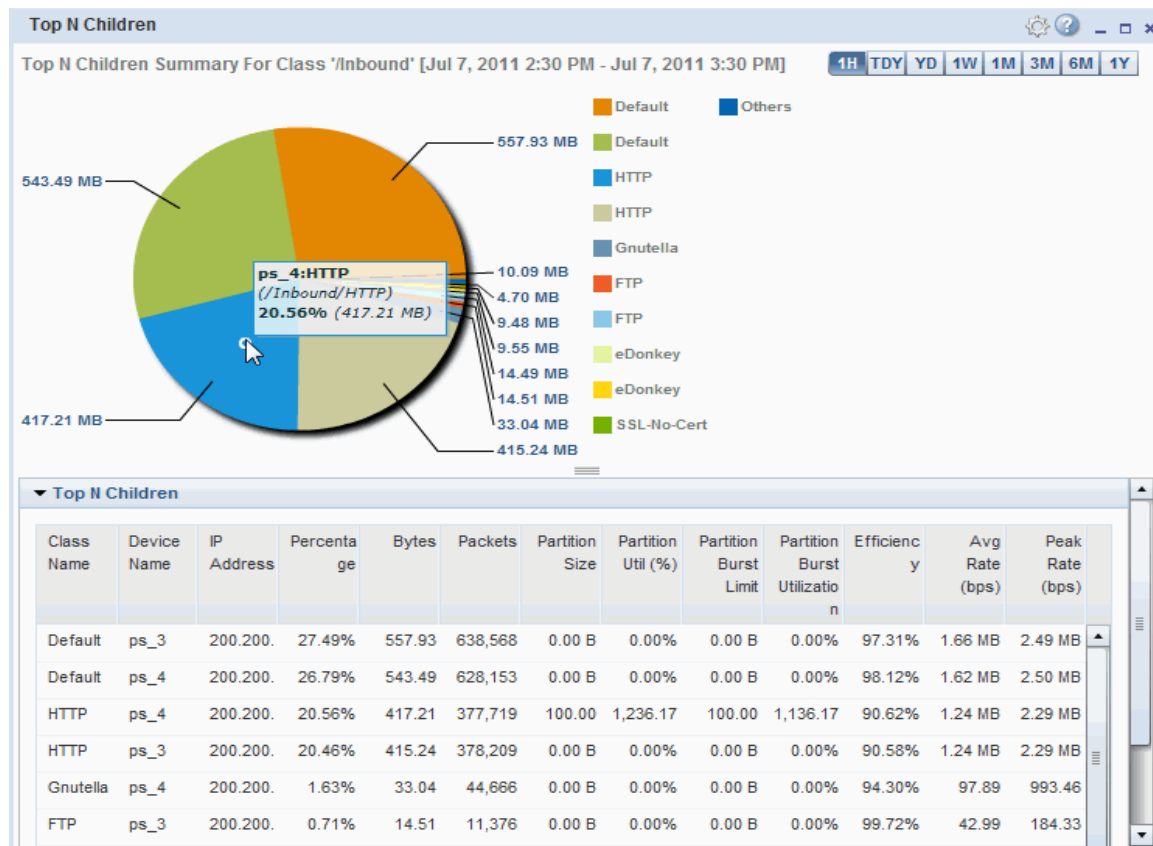 Top N Children
Top N Children Summary For Class '/Inbound' [Jul 7, 2011 2:30 PM - Jul 7, 2011 3:30 PM]
1H TDY YD 1W 1M 3M 6M 1Y
Default
Others
Default
HTTP
HTTP
Gnutella
FTP
FTP
eDonkey
eDonkey
SSL-No-Cert
557.93 MB
543.49 MB
417.21 MB
10.09 MB
4.70 MB
9.48 MB
9.55 MB
14.49 MB
14.51 MB
33.04 MB
415.24 MB
ps_4:HTTP
(/Inbound/HTTP)
20.56% (417.21 MB)
Top N Children
Class Name Device Name IP Address Percentage Bytes Packets Partition Size Partition Util (%) Partition Burst Limit Partition Burst Utilization Efficiency Avg Rate (bps) Peak Rate (bps)
Default ps_3 200.200. 27.49% 557.93 638,568 0.00 B 0.00% 0.00 B 0.00% 97.31% 1.66 MB 2.49 MB
Default ps_4 200.200. 26.79% 543.49 628,153 0.00 B 0.00% 0.00 B 0.00% 98.12% 1.62 MB 2.50 MB
HTTP ps_4 200.200. 20.56% 417.21 377,719 100.00 1,236.17 100.00 1,136.17 90.62% 1.24 MB 2.29 MB
HTTP ps_3 200.200. 20.46% 415.24 378,209 0.00 B 0.00% 0.00 B 0.00% 90.58% 1.24 MB 2.29 MB
Gnutella ps_4 200.200. 1.63% 33.04 44,666 0.00 B 0.00% 0.00 B 0.00% 94.30% 97.89 993.46
FTP ps_3 200.200. 0.71% 14.51 11,376 0.00 B 0.00% 0.00 B 0.00% 99.72% 42.99 184.33